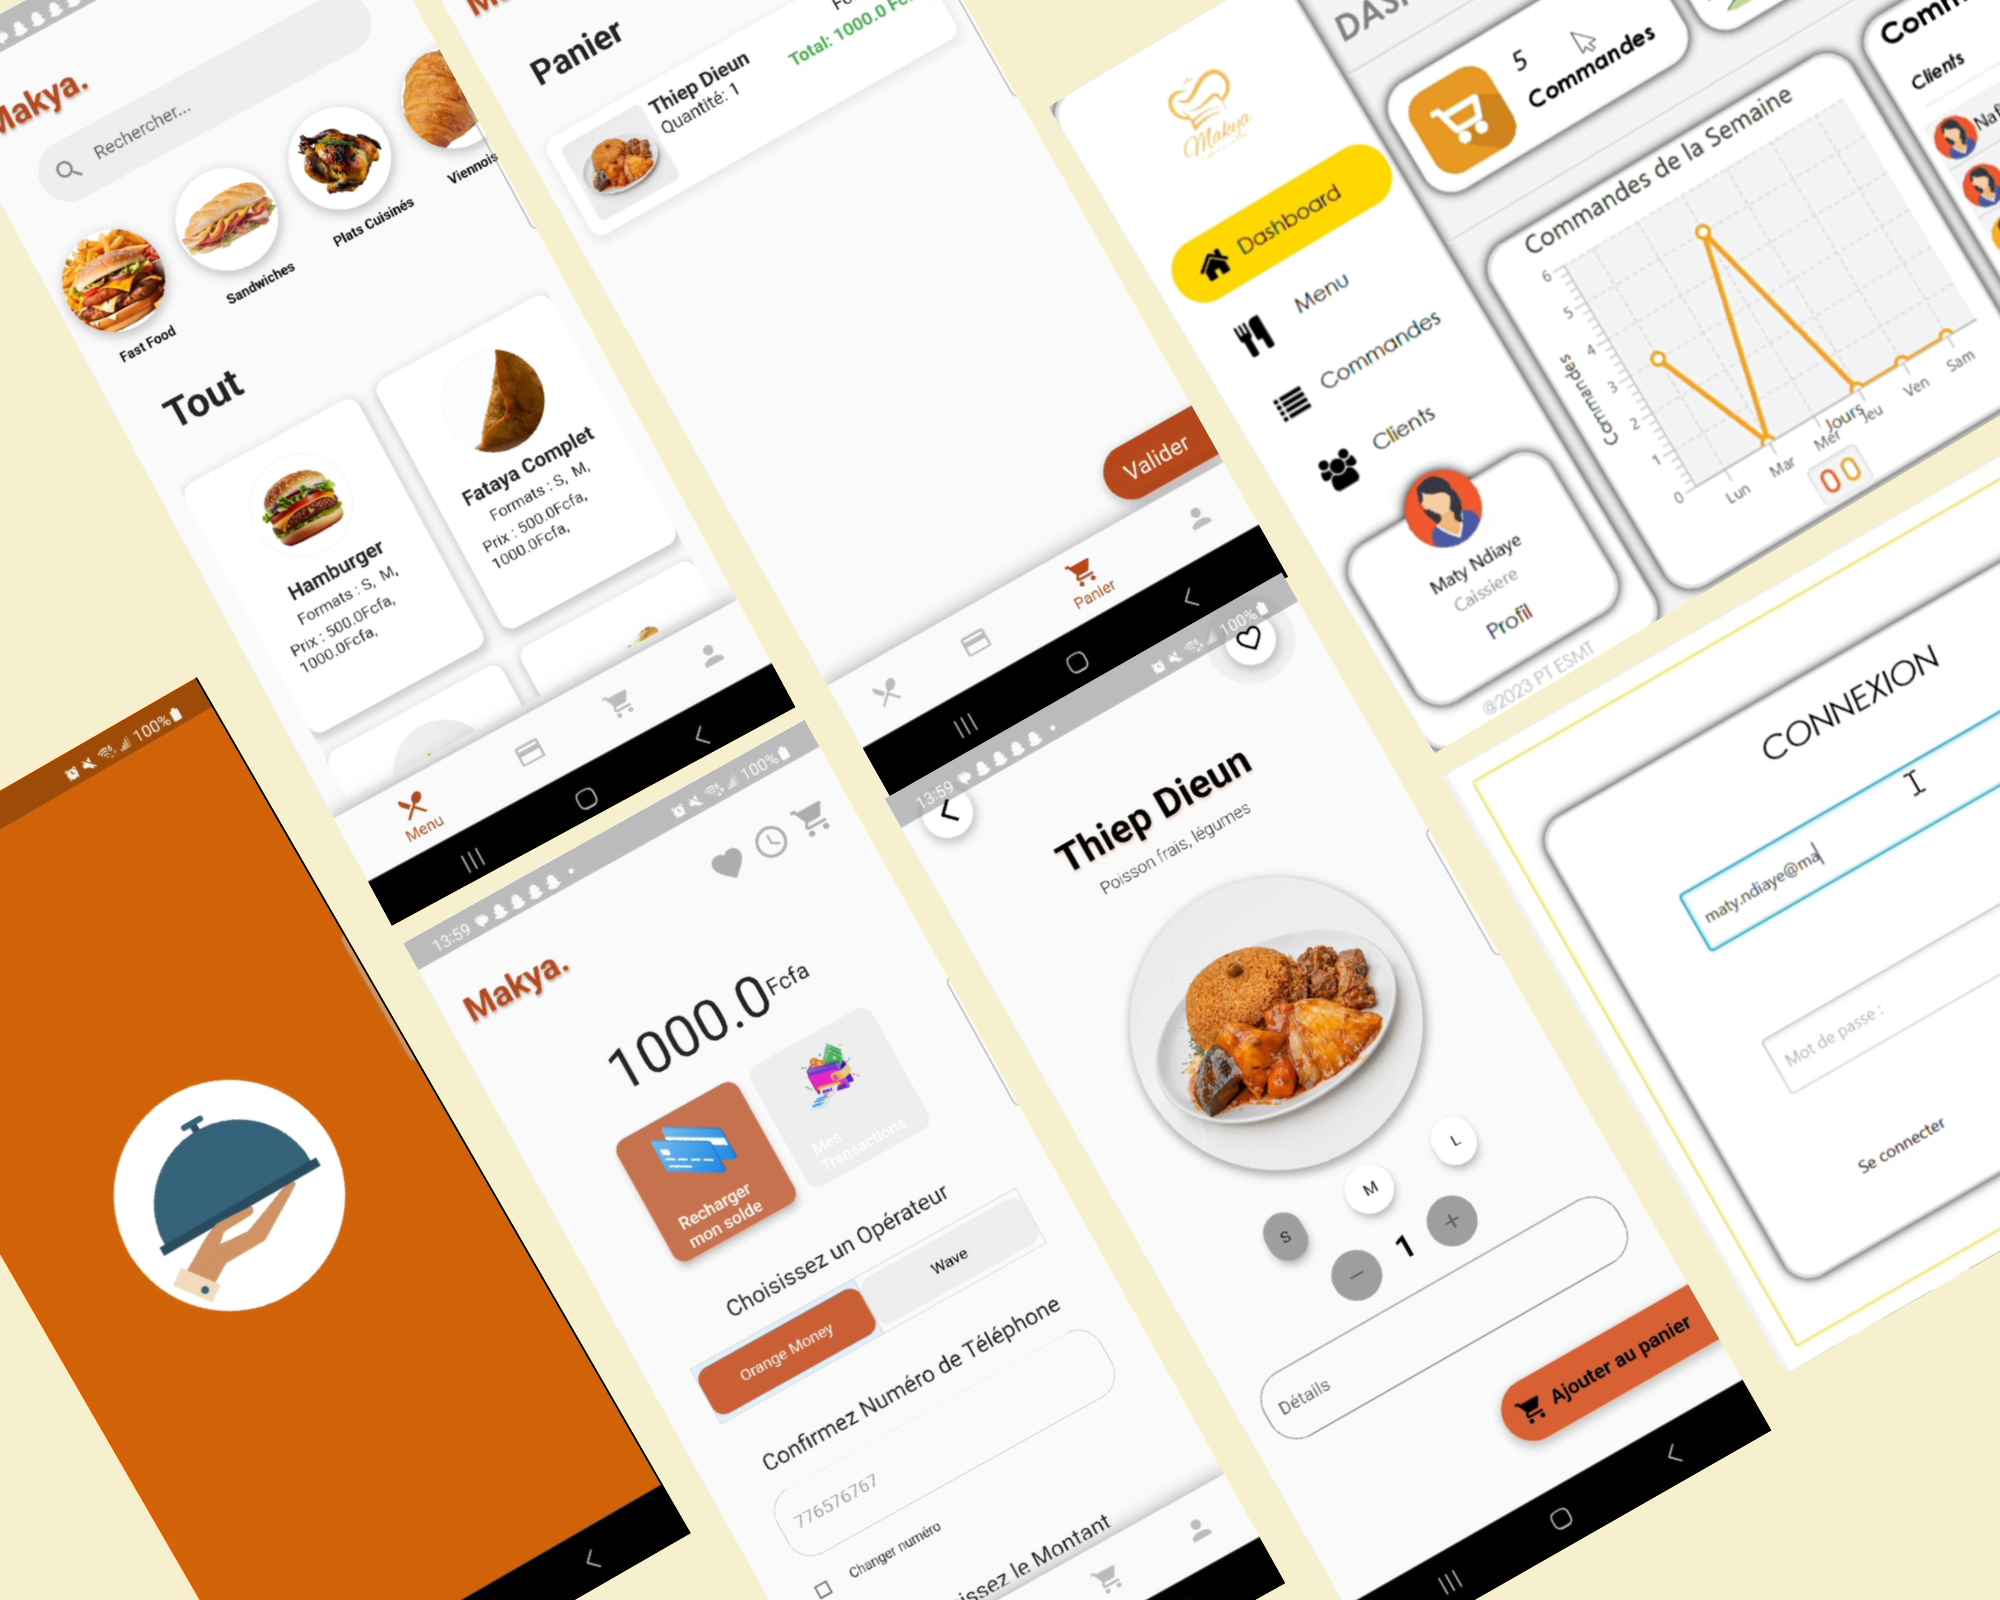 Makya.
Rechercher...
Fast Food
Sandwiches
Plats Cuisinés
Viennois
Tout
Hamburger
Formats : S, M,
Prix : 500.0Fcfa,
1000.0Fcfa,
Fataya Complet
Formats : S, M,
Prix : 500.0Fcfa,
1000.0Fcfa,
Menu
Panier
Thiep Dieun
Quantité: 1
Total: 1000.0 Fc
Valider
Panier
Makya
Dashboard
Menu
Commandes
Clients
Maty Ndiaye
Caissiere
Profil
@2023 PT ESMT
5
Commandes
Commandes de la Semaine
Commandes
6
5
4
3
2
1
0
Lun
Mar
Mer
Jeu
Ven
Sam
Jours
Clients
100%
13:59
100%
Makya.
1000.0Fcfa
Recharger
mon solde
Mes
Transactions
Choisissez un Opérateur
Orange Money
Wave
Confirmez Numéro de Téléphone
776576767
Changer numéro
issez le Montant
13:59
100%
Thiep Dieun
Poisson frais, légumes
S
M
L
1
Détails
Ajouter au panier
CONNEXION
maty.ndiaye@ma
Mot de passe :
Se connecter